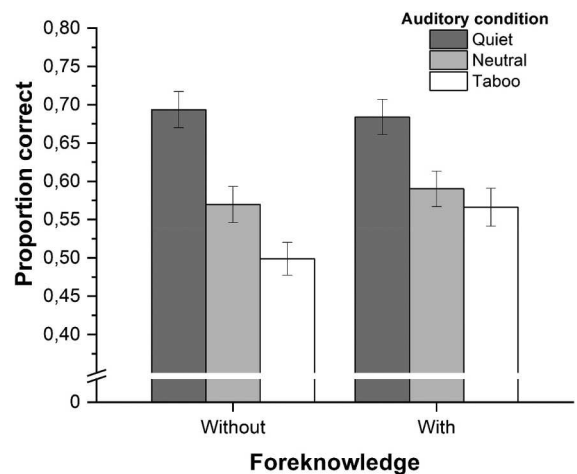 Auditory condition
Quiet
Neutral
Taboo
Proportion correct
0,80
0,75
0,70
0,65
0,60
0,55
0,50
0,45
0,40
0
Without
With
Foreknowledge